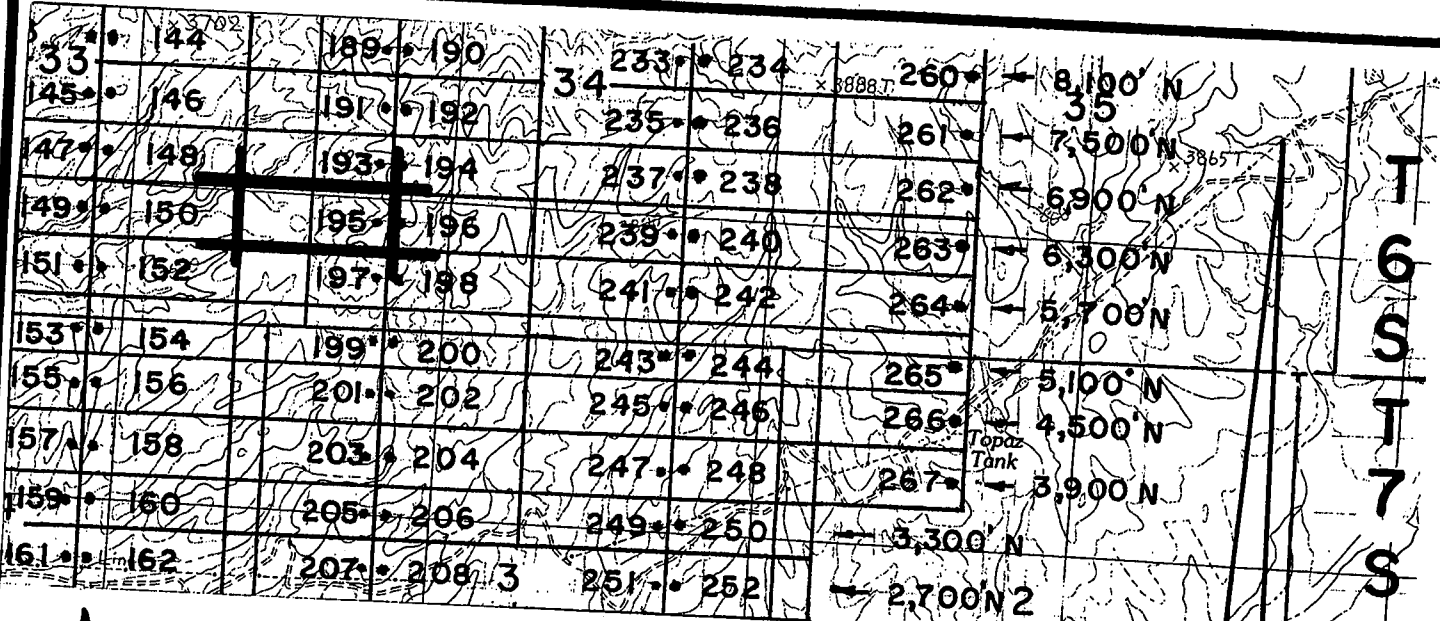 ×3702
144 189 190 233 234 260 8,100' N
33 34 ×3888T 35
145 146 191 192 235 236 261 7,500' N
3865T
147 148 193 194 237 238 262 6,900' N
149 150 195 196 239 240 263 6,300' N
151 152 197 198 241 242 264 5,700' N
153 154 199 200 243 244 265 5,100' N
155 156 201 202 245 246 266 4,500' N
Topaz
Tank
157 158 203 204 247 248 267 3,900 N
159 160 205 206 249 250 3,300' N
161 162 207 208 3 251 252 2,700' N 2
T
6
S
T
7
S